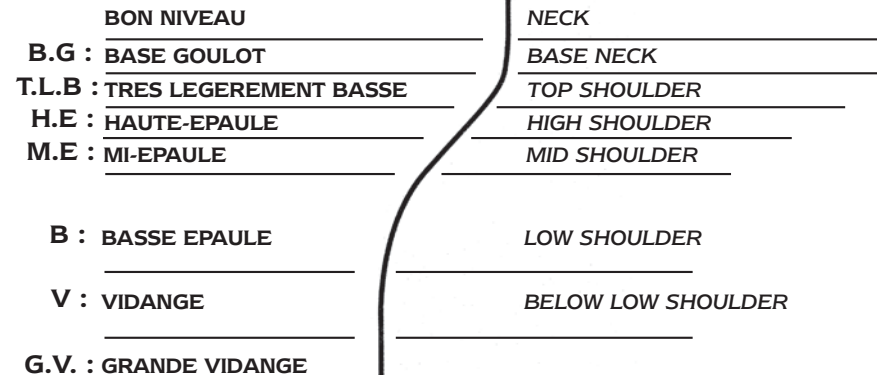 BON NIVEAU NECK
B.G : BASE GOULOT BASE NECK
T.L.B : TRES LEGEREMENT BASSE TOP SHOULDER
H.E : HAUTE-EPAULE HIGH SHOULDER
M.E : MI-EPAULE MID SHOULDER
B : BASSE EPAULE LOW SHOULDER
V : VIDANGE BELOW LOW SHOULDER
G.V. : GRANDE VIDANGE